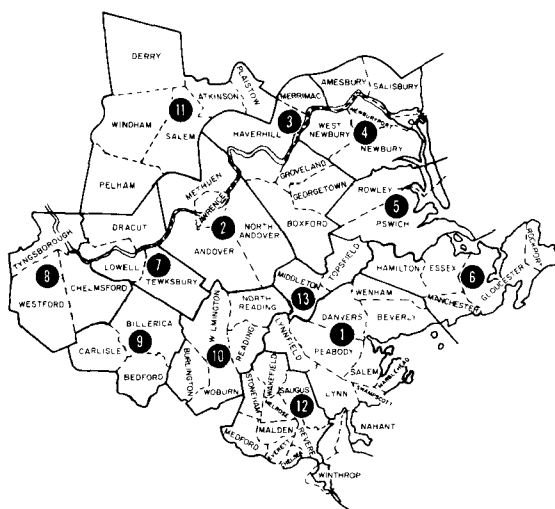 DERRY
PLAISTOW
ATKINSON
11
WINDHAM
SALEM
PELHAM
MERRIMAC
AMESBURY
SALISBURY
3
HAVERHILL
WEST
NEWBURY
NEWBURYPORT
4
NEWBURY
GROVELAND
GEORGETOWN
ROWLEY
5
IPSWICH
METHUEN
LAWRENCE
2
NORTH
ANDOVER
ANDOVER
BOXFORD
DRACUT
TYNGSBOROUGH
LOWELL
7
TEWKSBURY
8
WESTFORD
CHELMSFORD
MIDDLETON
TOPSFIELD
13
HAMILTON
ESSEX
6
ROCKPORT
GLOUCESTER
MANCHESTER
WENHAM
DANVERS
BEVERLY
1
PEABODY
BILLERICA
9
CARLISLE
BEDFORD
WILMINGTON
NORTH
READING
READING
10
BURLINGTON
WOBURN
LYNNFIELD
SALEM
MARBLEHEAD
SWAMPSCOTT
STONEHAM
WAKEFIELD
SAUGUS
12
LYNN
MELROSE
MALDEN
REVERE
NAHANT
MEDFORD
EVERETT
CHELSEA
WINTHROP